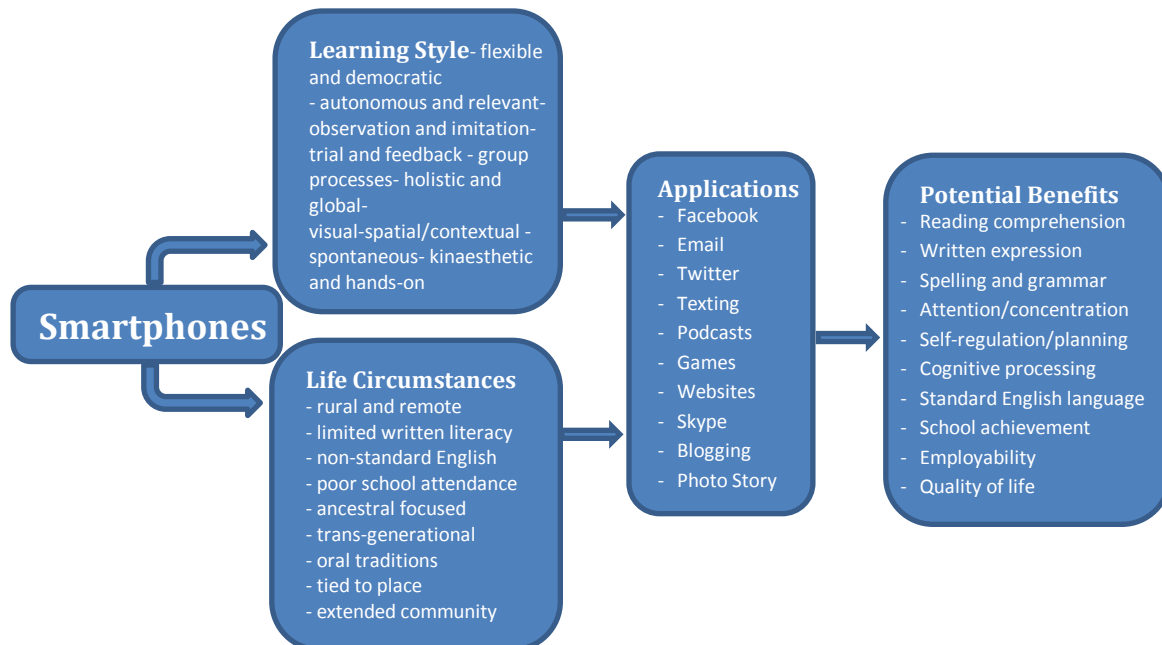 Smartphones
Learning Style- flexible
and democratic
- autonomous and relevant-
observation and imitation-
trial and feedback - group
processes- holistic and
global-
visual-spatial/contextual -
spontaneous- kinaesthetic
and hands-on
Life Circumstances
- rural and remote
- limited written literacy
- non-standard English
- poor school attendance
- ancestral focused
- trans-generational
- oral traditions
- tied to place
- extended community
Applications
- Facebook
- Email
- Twitter
- Texting
- Podcasts
- Games
- Websites
- Skype
- Blogging
- Photo Story
Potential Benefits
- Reading comprehension
- Written expression
- Spelling and grammar
- Attention/concentration
- Self-regulation/planning
- Cognitive processing
- Standard English language
- School achievement
- Employability
- Quality of life